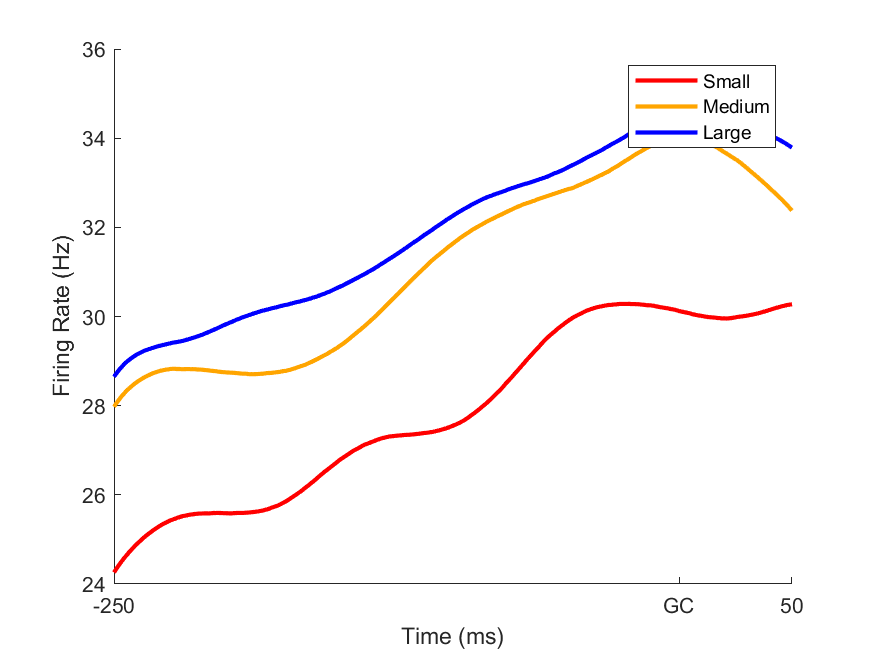 36
34
32
30
28
26
24
Firing Rate (Hz)
Small
Medium
Large
-250
GC
50
Time (ms)